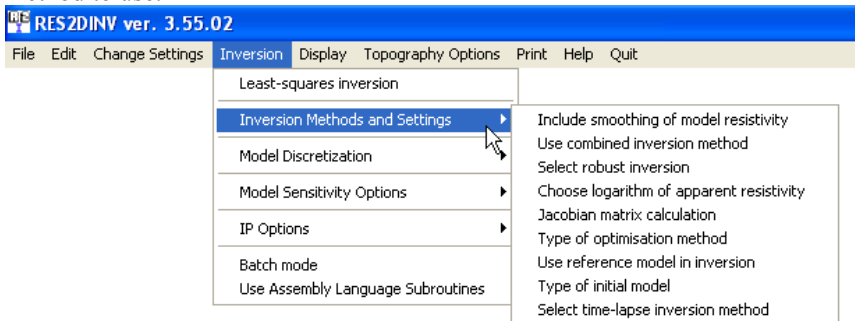 RES2DINV ver. 3.55.02
File Edit Change Settings Inversion Display Topography Options Print Help Quit
Least-squares inversion
Inversion Methods and Settings
Model Discretization
Model Sensitivity Options
IP Options
Batch mode
Use Assembly Language Subroutines
Include smoothing of model resistivity
Use combined inversion method
Select robust inversion
Choose logarithm of apparent resistivity
Jacobian matrix calculation
Type of optimisation method
Use reference model in inversion
Type of initial model
Select time-lapse inversion method